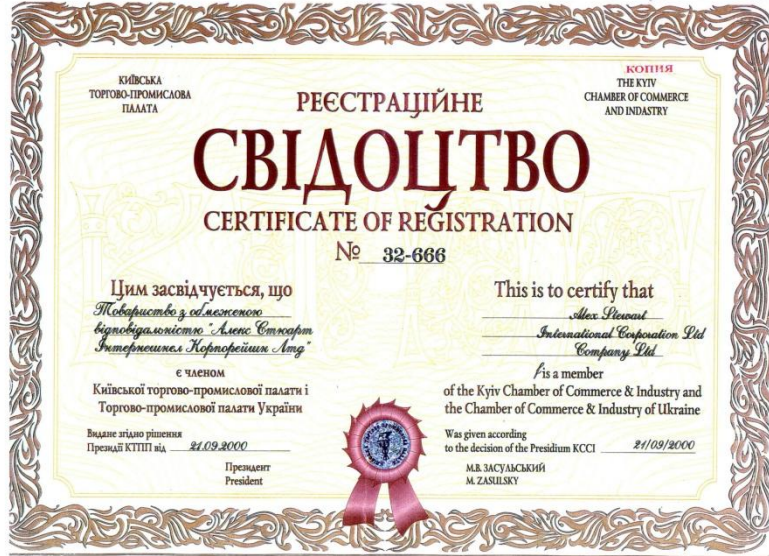 КИЇВСЬКА
ТОРГОВО-ПРОМИСЛОВА
ПАЛАТА
КОПИЯ
THE KYIV
CHAMBER OF COMMERCE
AND INDASTRY
РЕЄСТРАЦІЙНЕ
СВІДОЦТВО
CERTIFICATE OF REGISTRATION
№ 32-666
Цим засвідчується, що
Товариство з обмеженою
відповідальністю "Алекс Стюарт
Інтернешнел Корпорейшн Лтд"
є членом
Київської торгово-промислової палати і
Торгово-промислової палати України
Видане згідно рішення
Президії КТПП від 21.09.2000
Президент
President
This is to certify that
Alex Stewart
International Corporation Ltd
Company Ltd
is a member
of the Kyiv Chamber of Commerce & Industry and
the Chamber of Commerce & Industry of Ukraine
Was given according
to the decision of the Presidium KCCI 21/09/2000
М.В. ЗАСУЛЬСЬКИЙ
M. ZASULSKY